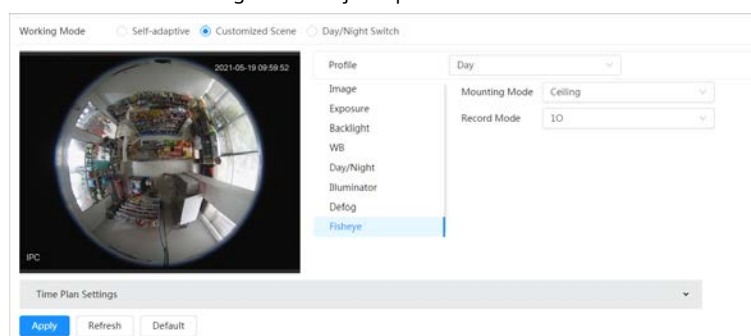 Working Mode Self-adaptive Customized Scene Day/Night Switch
2021-05-19 09:59:52
IPC
Profile Day
Image
Exposure
Backlight
WB
Day/Night
Illuminator
Defog
Fisheye
Mounting Mode Ceiling
Record Mode 1O
Time Plan Settings
Apply Refresh Default